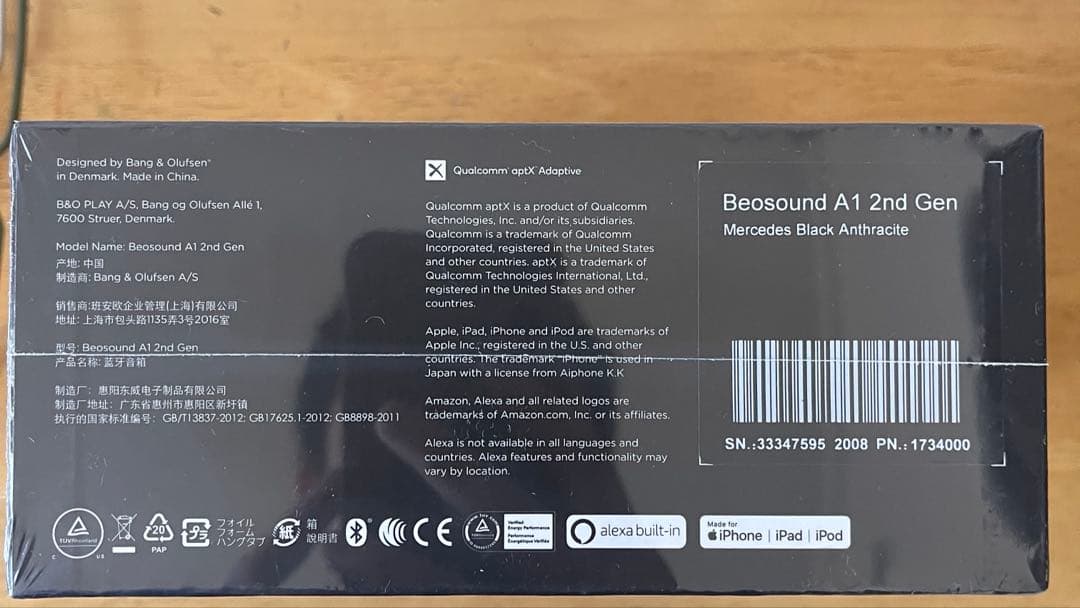 Designed by Bang & Olufsen®
in Denmark. Made in China.
B&O PLAY A/S, Bang og Olufsen Allé 1,
7600 Struer, Denmark.
Model Name: Beosound A1 2nd Gen
产地: 中国
制造商: Bang & Olufsen A/S
销售商:班安欧企业管理(上海)有限公司
地址: 上海市包头路1135弄3号2016室
型号: Beosound A1 2nd Gen
产品名称: 蓝牙音箱
制造厂: 惠阳东威电子制品有限公司
制造厂地址: 广东省惠州市惠阳区新圩镇
执行的国家标准编号: GB/T13837-2012; GB17625.1-2012; GB8898-2011
Qualcomm® aptX™ Adaptive
Qualcomm aptX is a product of Qualcomm
Technologies, Inc. and/or its subsidiaries.
Qualcomm is a trademark of Qualcomm
Incorporated, registered in the United States
and other countries. aptX is a trademark of
Qualcomm Technologies International, Ltd.,
registered in the United States and other
countries.
Apple, iPad, iPhone and iPod are trademarks of
Apple Inc., registered in the U.S. and other
countries. The trademark "iPhone" is used in
Japan with a license from Aiphone K.K
Amazon, Alexa and all related logos are
trademarks of Amazon.com, Inc. or its affiliates.
Alexa is not available in all languages and
countries. Alexa features and functionality may
vary by location.
Beosound A1 2nd Gen
Mercedes Black Anthracite
SN.:33347595 2008 PN.:1734000
TÜVRheinland
C US
20
PAP
プラ
フォイル
フォーム
ハングタブ
紙
箱
説明書
CE
Verified
Energy Performance
Performance
Énergétique Vérifiée
alexa built-in
Made for
iPhone | iPad | iPod